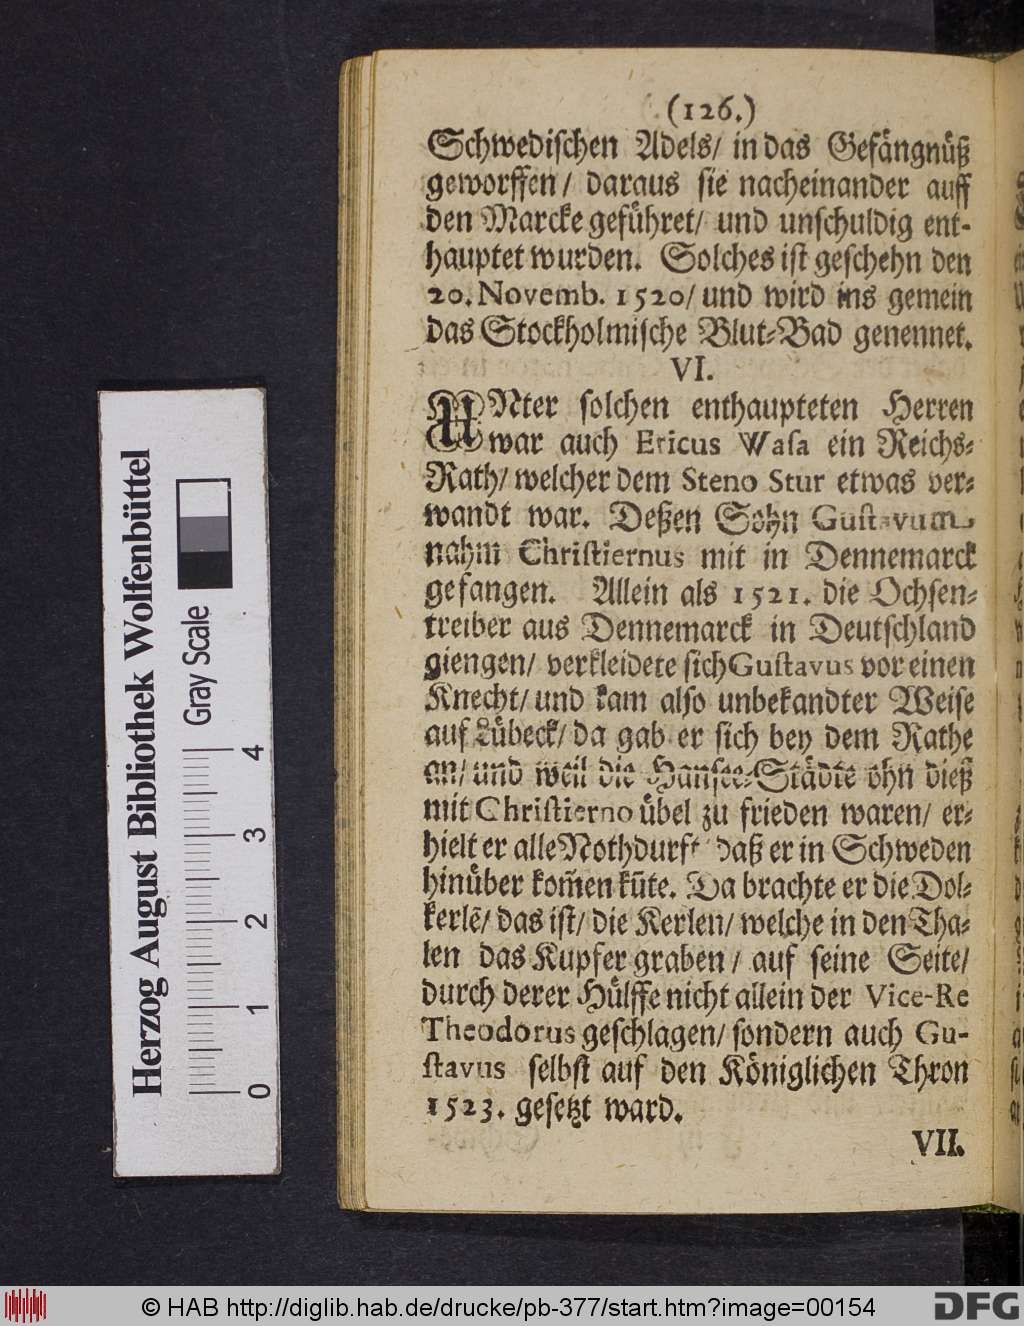 (126.)
Schwedischen Adels/ in das Gefängnüß
geworffen/ daraus sie nacheinander auff
den Marcke geführet/ und unschuldig ent-
hauptet wurden. Solches ist geschehn den
20. Novemb. 1520/ und wird ins gemein
das Stockholmische Blut-Bad genennet.
VI.
UNter solchen enthaupteten Herren
war auch Ericus Wasa ein Reichs-
Rath/ welcher dem Steno Stur etwas ver-
wandt war. Deßen Sohn Gustavum
nahm Christiernus mit in Dennemarck
gefangen. Allein als 1521. die Ochsen-
treiber aus Dennemarck in Deutschland
giengen/ verkleidete sich Gustavus vor einen
Knecht/ und kam also unbekandter Weise
auf Lübeck/ da gab er sich bey dem Rathe
an/ und weil die Hansee-Städte ohn dieß
mit Christierno übel zu frieden waren/ er-
hielt er alle Nothdurft daß er in Schweden
hinüber kom̃en kũte. Da brachte er die Dol-
kerlẽ/ das ist/ die Kerlen/ welche in den Tha-
len das Kupfer graben/ auf seine Seite/
durch derer Hülffe nicht allein der Vice-Re
Theodorus geschlagen/ sondern auch Gu-
stavus selbst auf den Königlichen Thron
1523. gesetzt ward.
VII.
Herzog August Bibliothek Wolfenbüttel
Gray Scale
0 1 2 3 4
© HAB http://diglib.hab.de/drucke/pb-377/start.htm?image=00154
DFG